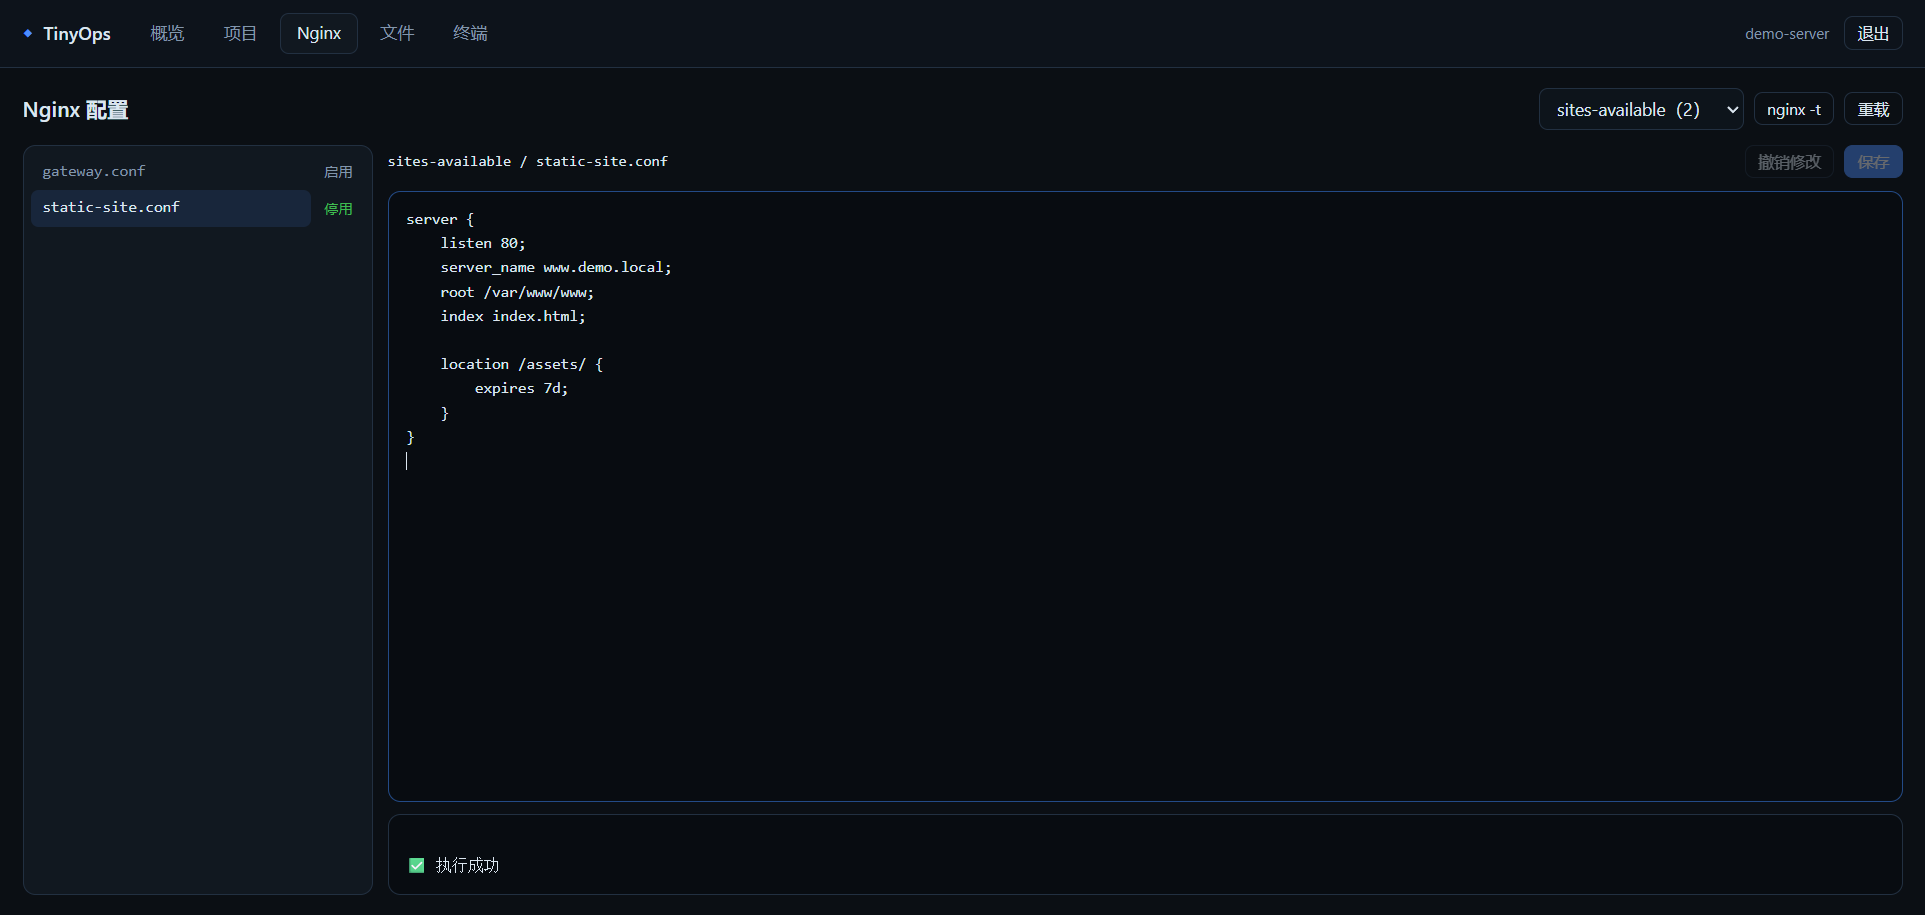 TinyOps 概览 项目 Nginx 文件 终端 demo-server 退出
Nginx 配置 sites-available (2) nginx -t 重载
gateway.conf 启用
static-site.conf 停用
sites-available / static-site.conf 撤销修改 保存
server {
    listen 80;
    server_name www.demo.local;
    root /var/www/www;
    index index.html;

    location /assets/ {
        expires 7d;
    }
}
✅ 执行成功